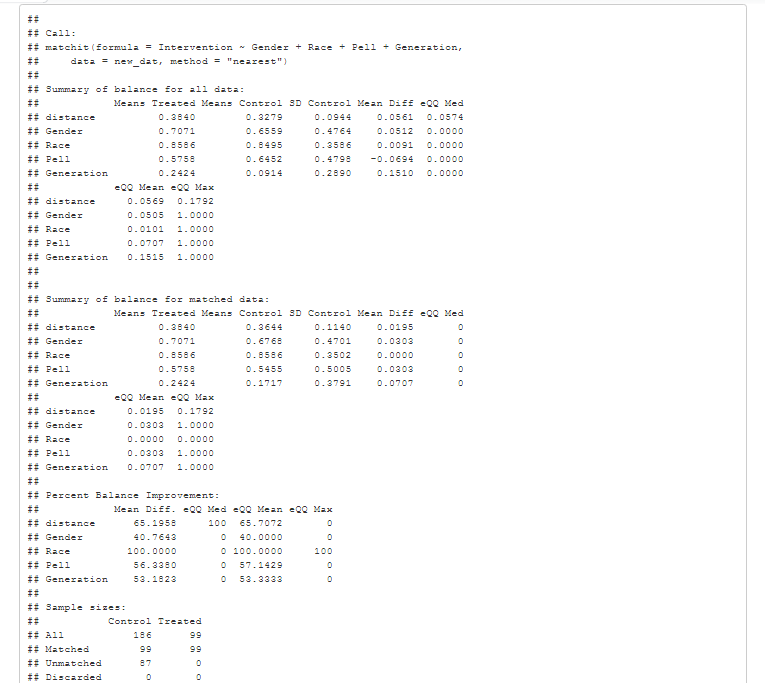 ##
## Call:
## matchit(formula = Intervention ~ Gender + Race + Pell + Generation,
##     data = new_dat, method = "nearest")
##
## Summary of balance for all data:
##            Means Treated Means Control SD Control Mean Diff eQQ Med
## distance          0.3840        0.3279     0.0944    0.0561  0.0574
## Gender            0.7071        0.6559     0.4764    0.0512  0.0000
## Race              0.8586        0.8495     0.3586    0.0091  0.0000
## Pell              0.5758        0.6452     0.4798   -0.0694  0.0000
## Generation        0.2424        0.0914     0.2890    0.1510  0.0000
##            eQQ Mean eQQ Max
## distance     0.0569  0.1792
## Gender       0.0505  1.0000
## Race         0.0101  1.0000
## Pell         0.0707  1.0000
## Generation   0.1515  1.0000
##
##
## Summary of balance for matched data:
##            Means Treated Means Control SD Control Mean Diff eQQ Med
## distance          0.3840        0.3644     0.1140    0.0195       0
## Gender            0.7071        0.6768     0.4701    0.0303       0
## Race              0.8586        0.8586     0.3502    0.0000       0
## Pell              0.5758        0.5455     0.5005    0.0303       0
## Generation        0.2424        0.1717     0.3791    0.0707       0
##            eQQ Mean eQQ Max
## distance     0.0195  0.1792
## Gender       0.0303  1.0000
## Race         0.0000  0.0000
## Pell         0.0303  1.0000
## Generation   0.0707  1.0000
##
## Percent Balance Improvement:
##            Mean Diff. eQQ Med eQQ Mean eQQ Max
## distance      65.1958     100  65.7072       0
## Gender        40.7643       0  40.0000       0
## Race         100.0000       0 100.0000     100
## Pell          56.3380       0  57.1429       0
## Generation    53.1823       0  53.3333       0
##
## Sample sizes:
##           Control Treated
## All           186      99
## Matched        99      99
## Unmatched      87       0
## Discarded       0       0